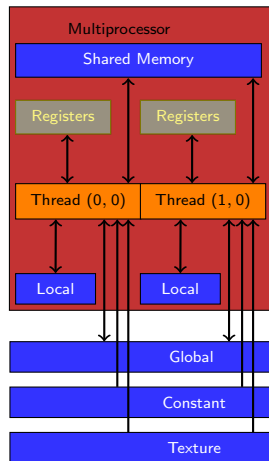 Multiprocessor
Shared Memory
Registers Registers
Thread (0, 0) Thread (1, 0)
Local Local
Global
Constant
Texture